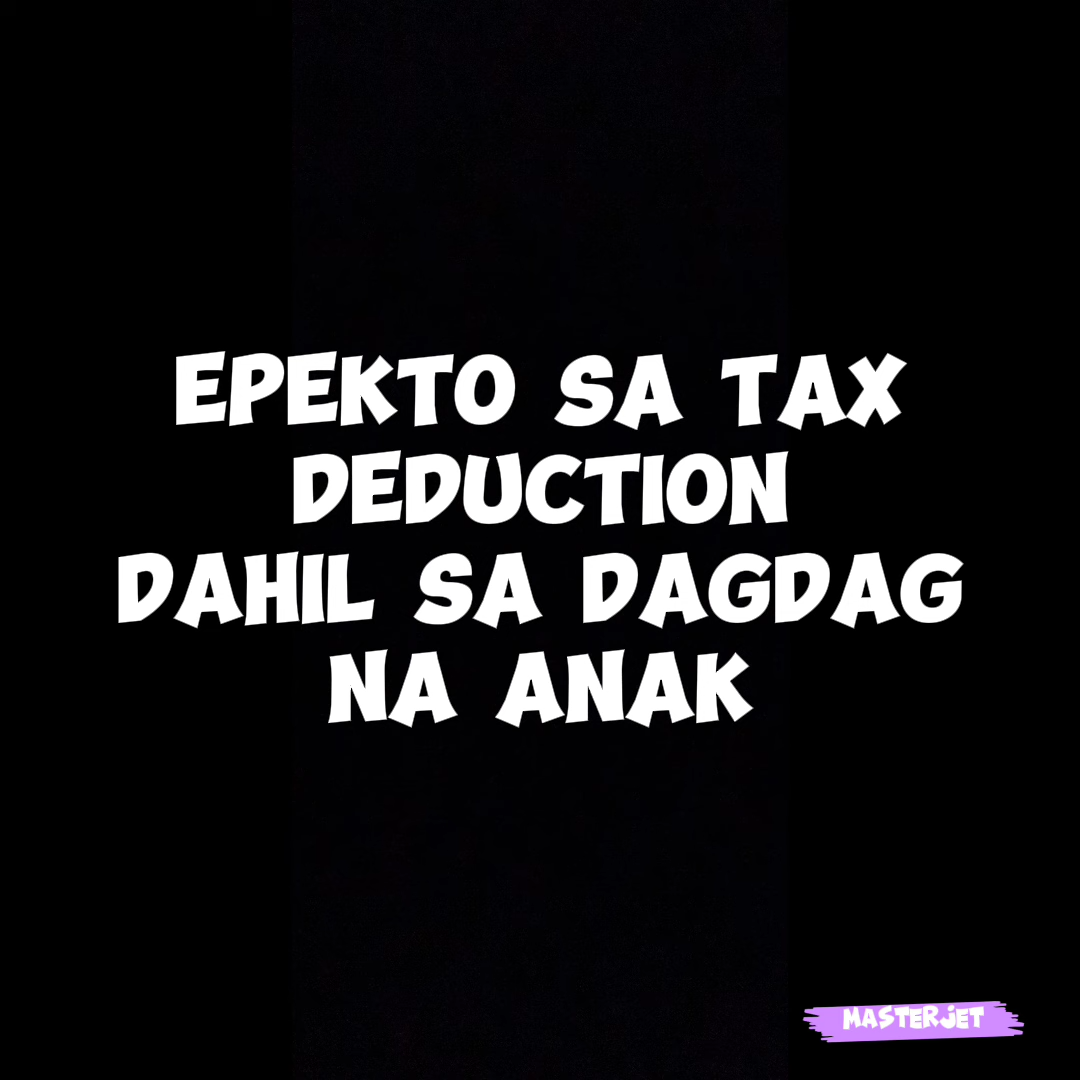 EPEKTO SA TAX
DEDUCTION
DAHIL SA DAGDAG
NA ANAK
MASTERJET